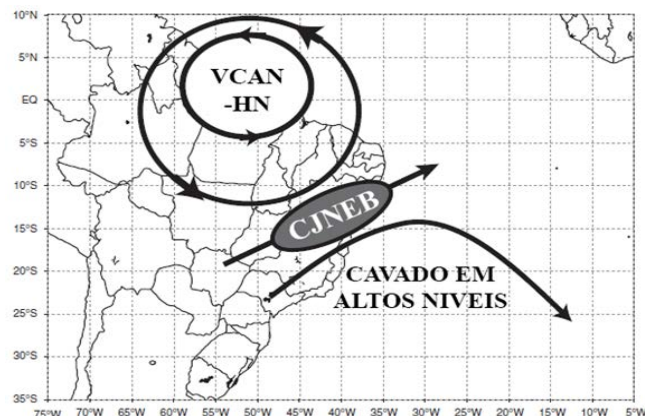 10°N
5°N
EQ
5°S
10°S
15°S
20°S
25°S
30°S
35°S
VCAN
-HN
CJNEB
CAVADO EM
ALTOS NIVEIS
75°W 70°W 65°W 60°W 55°W 50°W 45°W 40°W 35°W 30°W 25°W 20°W 15°W 10°W 5°W